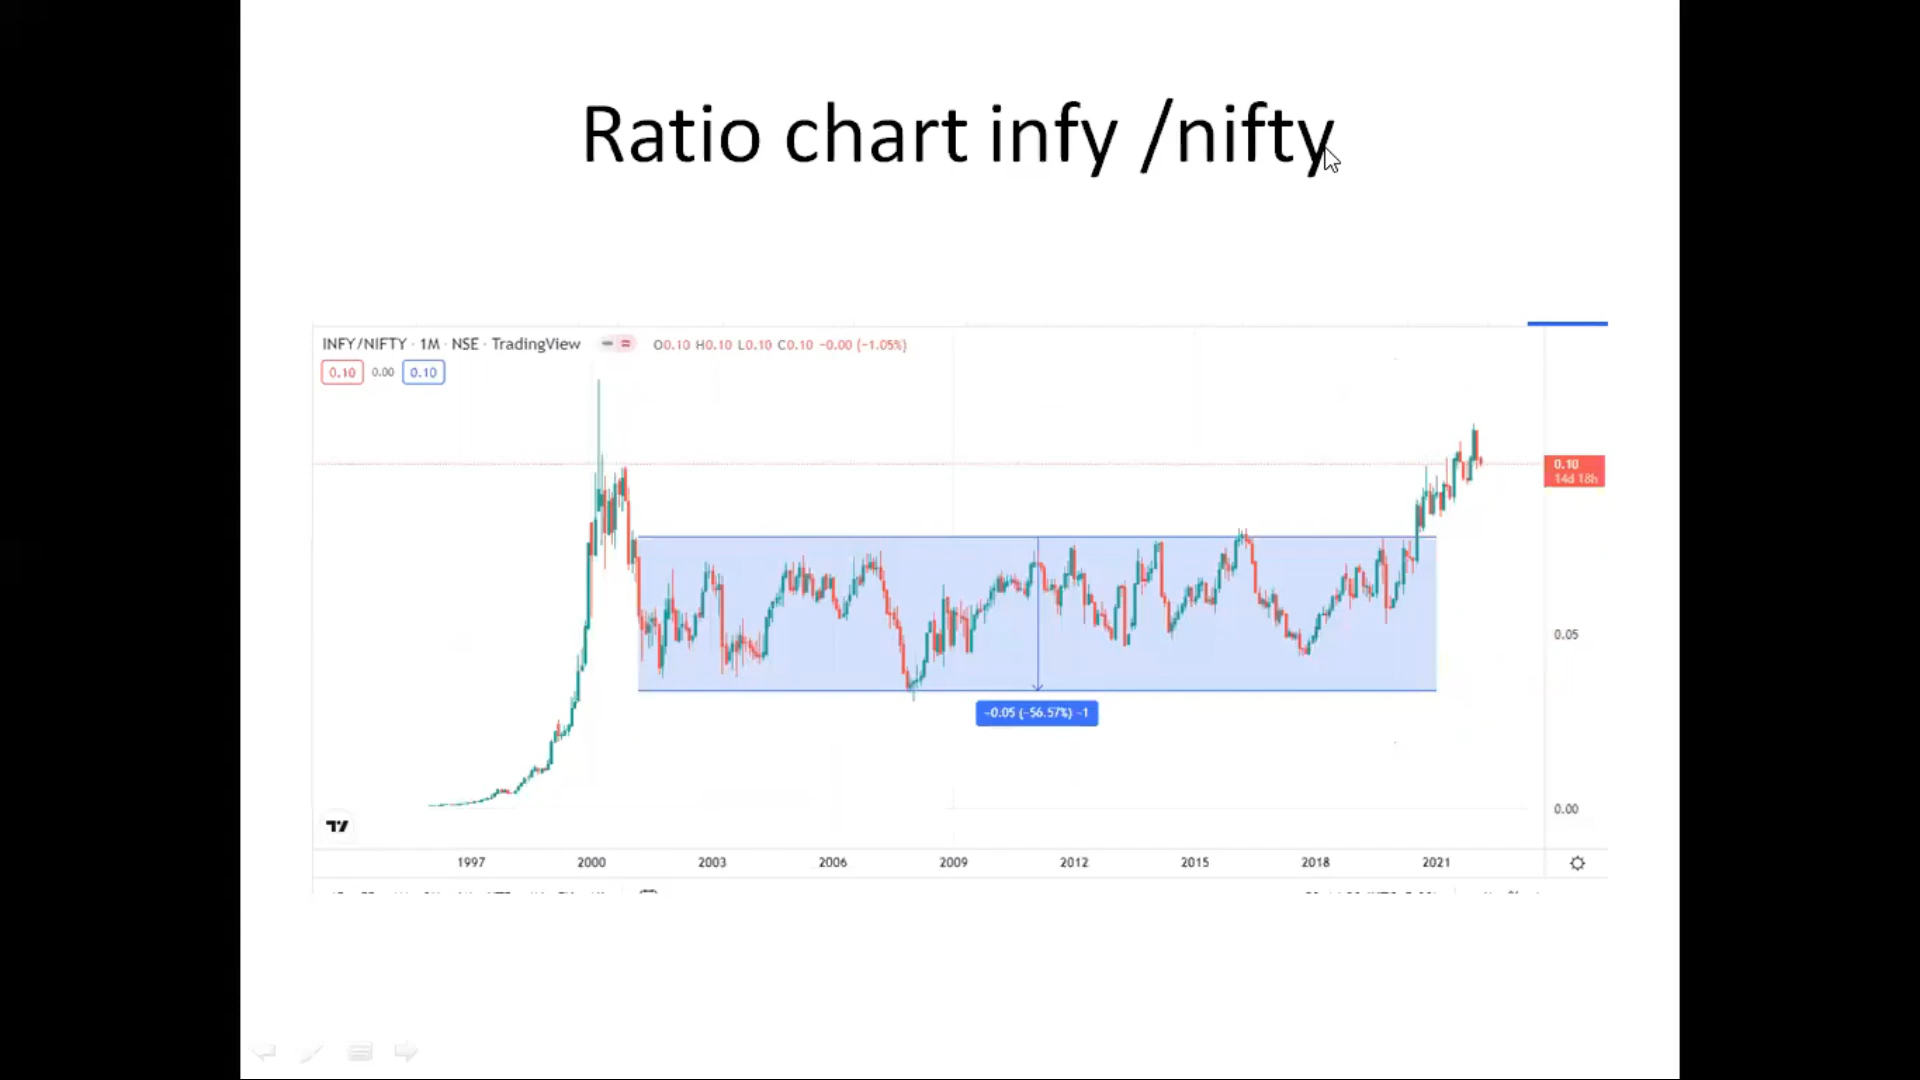 Ratio chart infy /nifty
INFY/NIFTY · 1M · NSE · TradingView O0.10 H0.10 L0.10 C0.10 −0.00 (−1.05%)
0.10 0.00 0.10
0.10
14d 18h
0.05
−0.05 (−56.57%) −1
0.00
1997 2000 2003 2006 2009 2012 2015 2018 2021